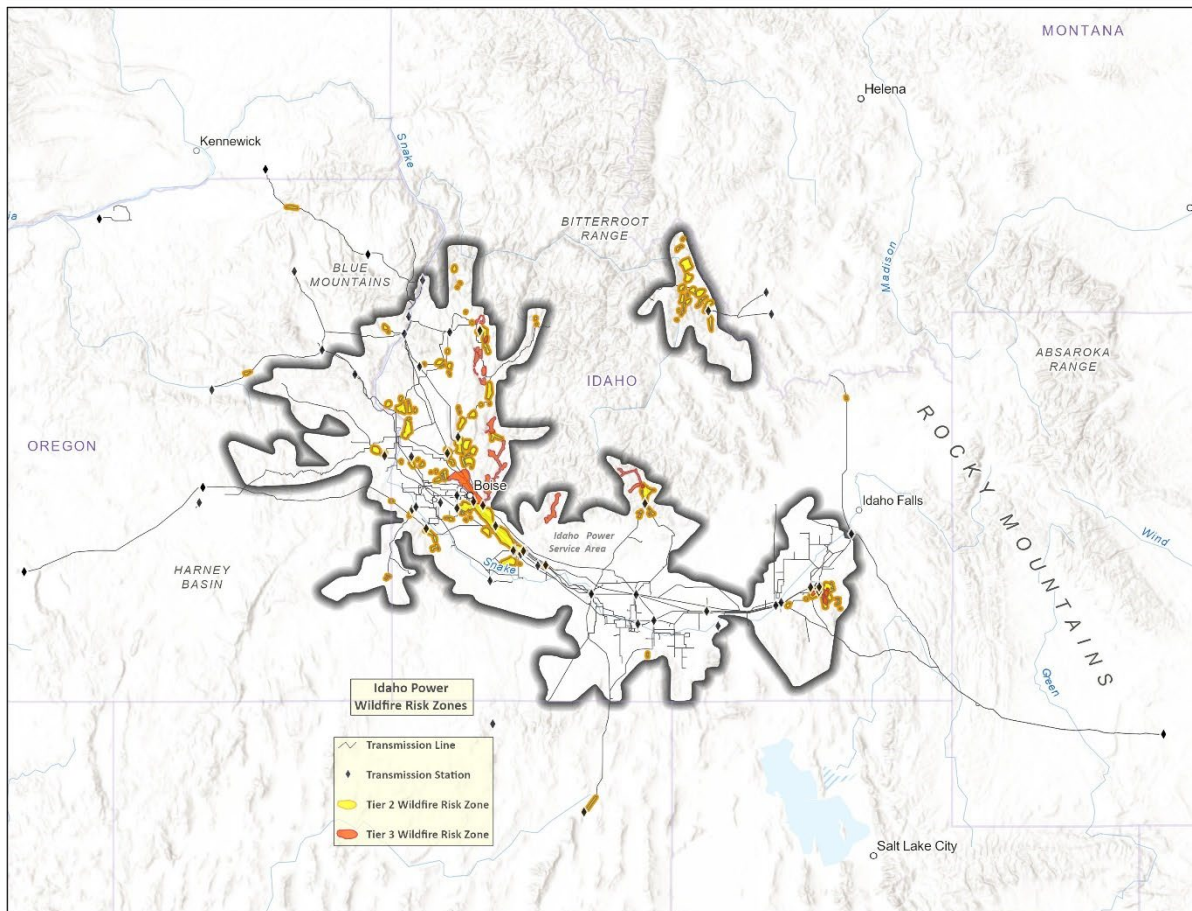 MONTANA
Helena
Kennewick
Snake
ia
BITTERROOT
RANGE
BLUE
MOUNTAINS
Madison
ABSAROKA
RANGE
IDAHO
OREGON
ROCKY MOUNTAINS
Boise
Idaho Falls
Idaho Power
Service Area
Wind
HARNEY
BASIN
Snake
Green
Idaho Power
Wildfire Risk Zones
Transmission Line
Transmission Station
Tier 2 Wildfire Risk Zone
Tier 3 Wildfire Risk Zone
Salt Lake City